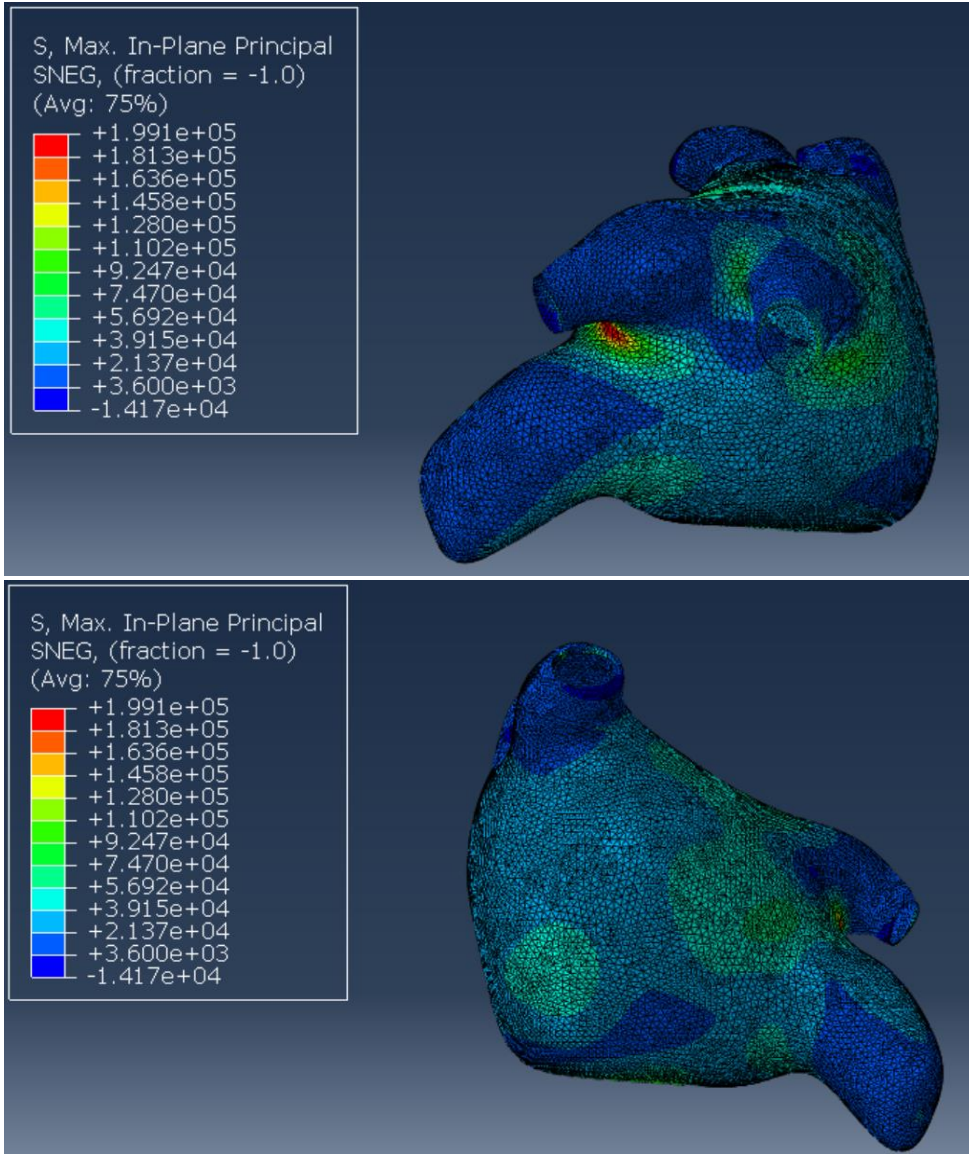 S, Max. In-Plane Principal
SNEG, (fraction = -1.0)
(Avg: 75%)
+1.991e+05
+1.813e+05
+1.636e+05
+1.458e+05
+1.280e+05
+1.102e+05
+9.247e+04
+7.470e+04
+5.692e+04
+3.915e+04
+2.137e+04
+3.600e+03
-1.417e+04
S, Max. In-Plane Principal
SNEG, (fraction = -1.0)
(Avg: 75%)
+1.991e+05
+1.813e+05
+1.636e+05
+1.458e+05
+1.280e+05
+1.102e+05
+9.247e+04
+7.470e+04
+5.692e+04
+3.915e+04
+2.137e+04
+3.600e+03
-1.417e+04